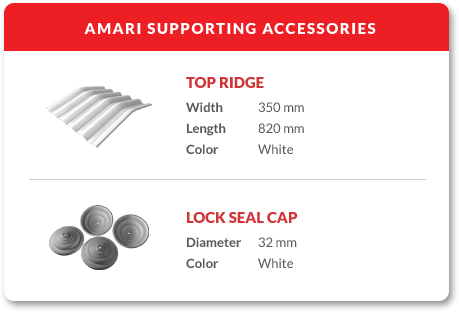 AMARI SUPPORTING ACCESSORIES
TOP RIDGE
Width 350 mm
Length 820 mm
Color White
LOCK SEAL CAP
Diameter 32 mm
Color White